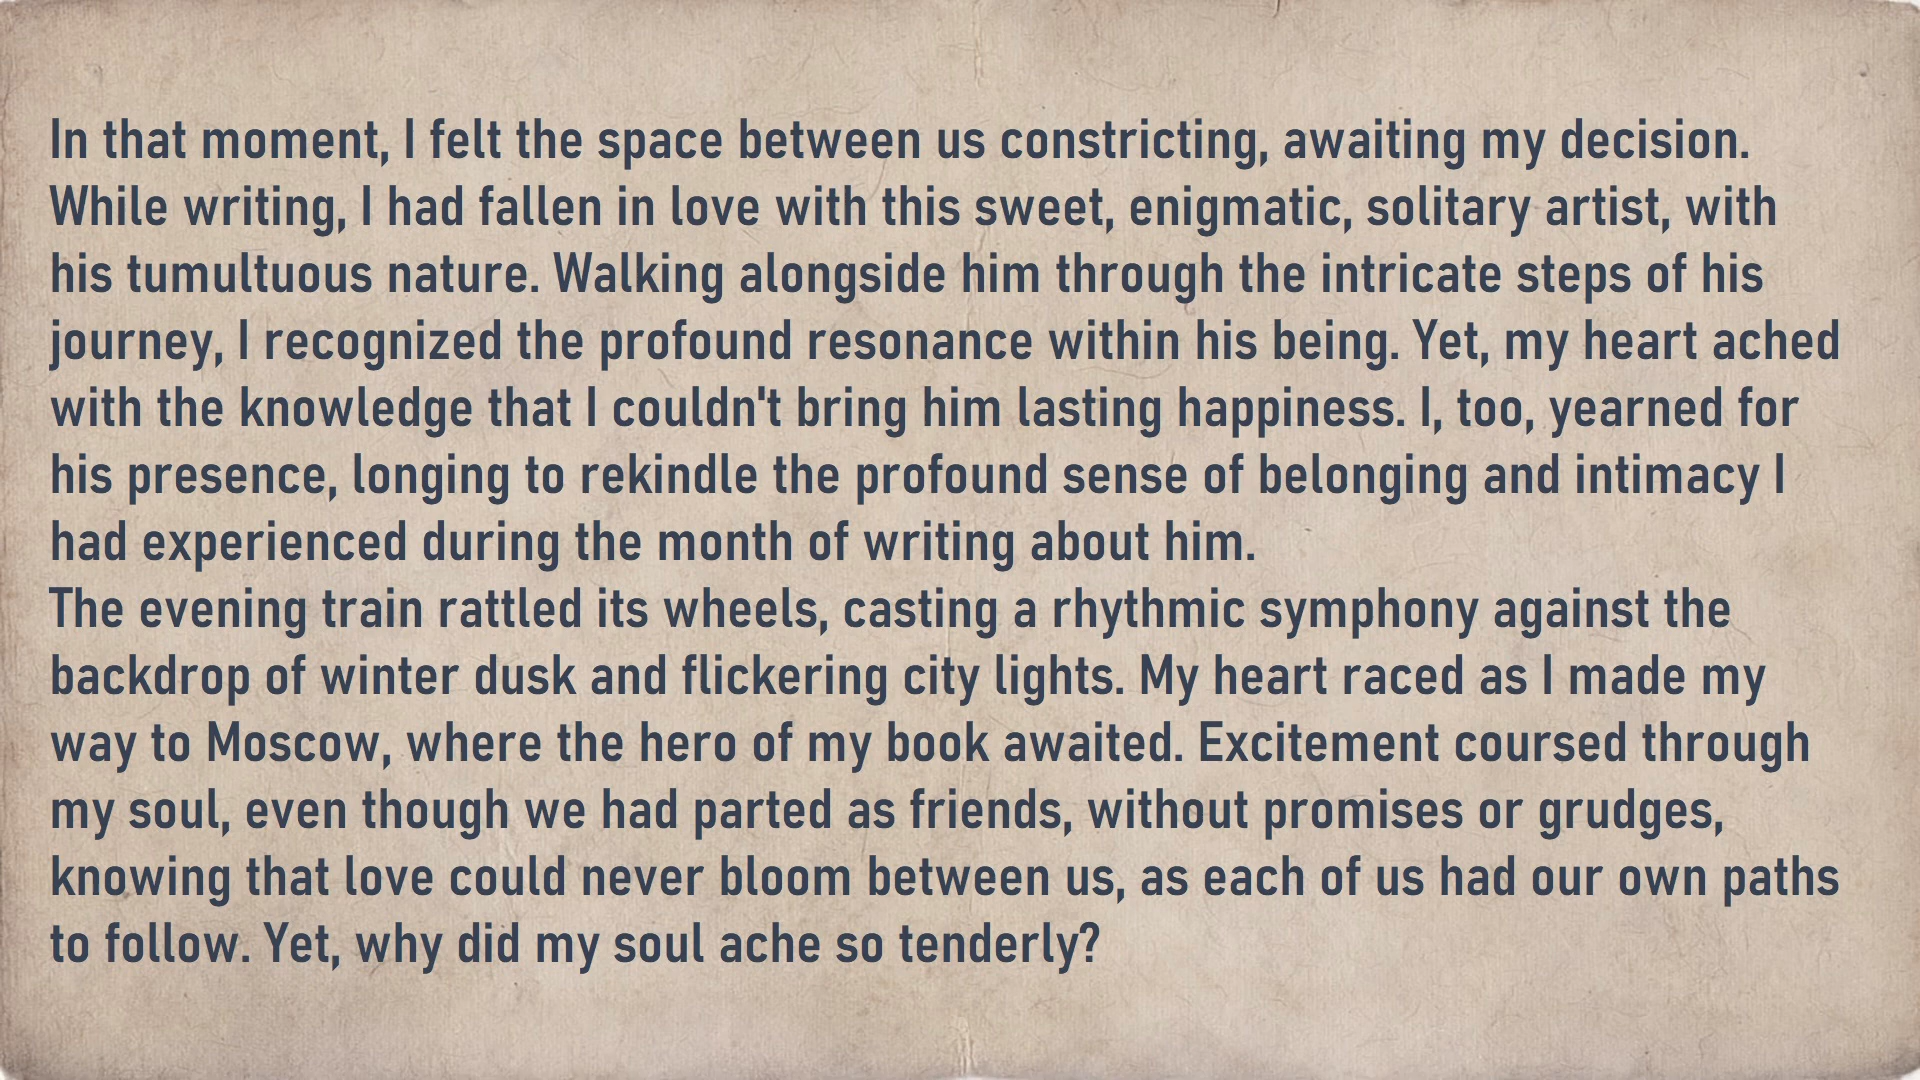 In that moment, I felt the space between us constricting, awaiting my decision.
While writing, I had fallen in love with this sweet, enigmatic, solitary artist, with
his tumultuous nature. Walking alongside him through the intricate steps of his
journey, I recognized the profound resonance within his being. Yet, my heart ached
with the knowledge that I couldn't bring him lasting happiness. I, too, yearned for
his presence, longing to rekindle the profound sense of belonging and intimacy I
had experienced during the month of writing about him.
The evening train rattled its wheels, casting a rhythmic symphony against the
backdrop of winter dusk and flickering city lights. My heart raced as I made my
way to Moscow, where the hero of my book awaited. Excitement coursed through
my soul, even though we had parted as friends, without promises or grudges,
knowing that love could never bloom between us, as each of us had our own paths
to follow. Yet, why did my soul ache so tenderly?